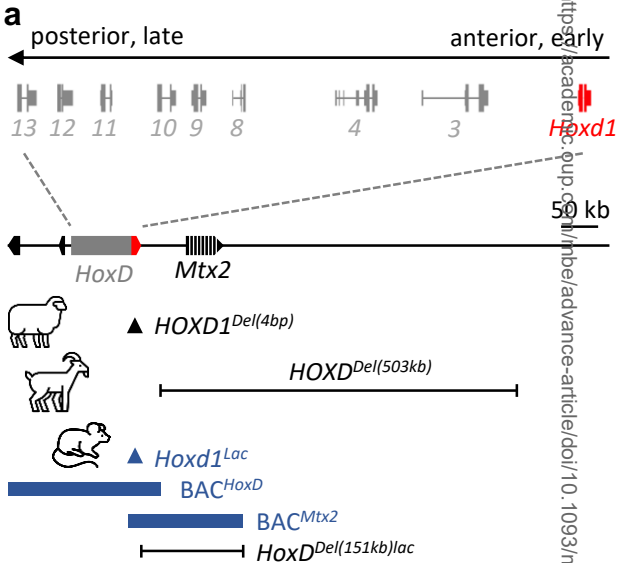 a
posterior, late anterior, early
13 12 11 10 9 8 4 3 Hoxd1
50 kb
HoxD Mtx2
HOXD1Del(4bp)
HOXDDel(503kb)
Hoxd1Lac
BACHoxD
BACMtx2
HoxDDel(151kb)lac
https://academic.oup.com/mbe/advance-article/doi/10.1093/